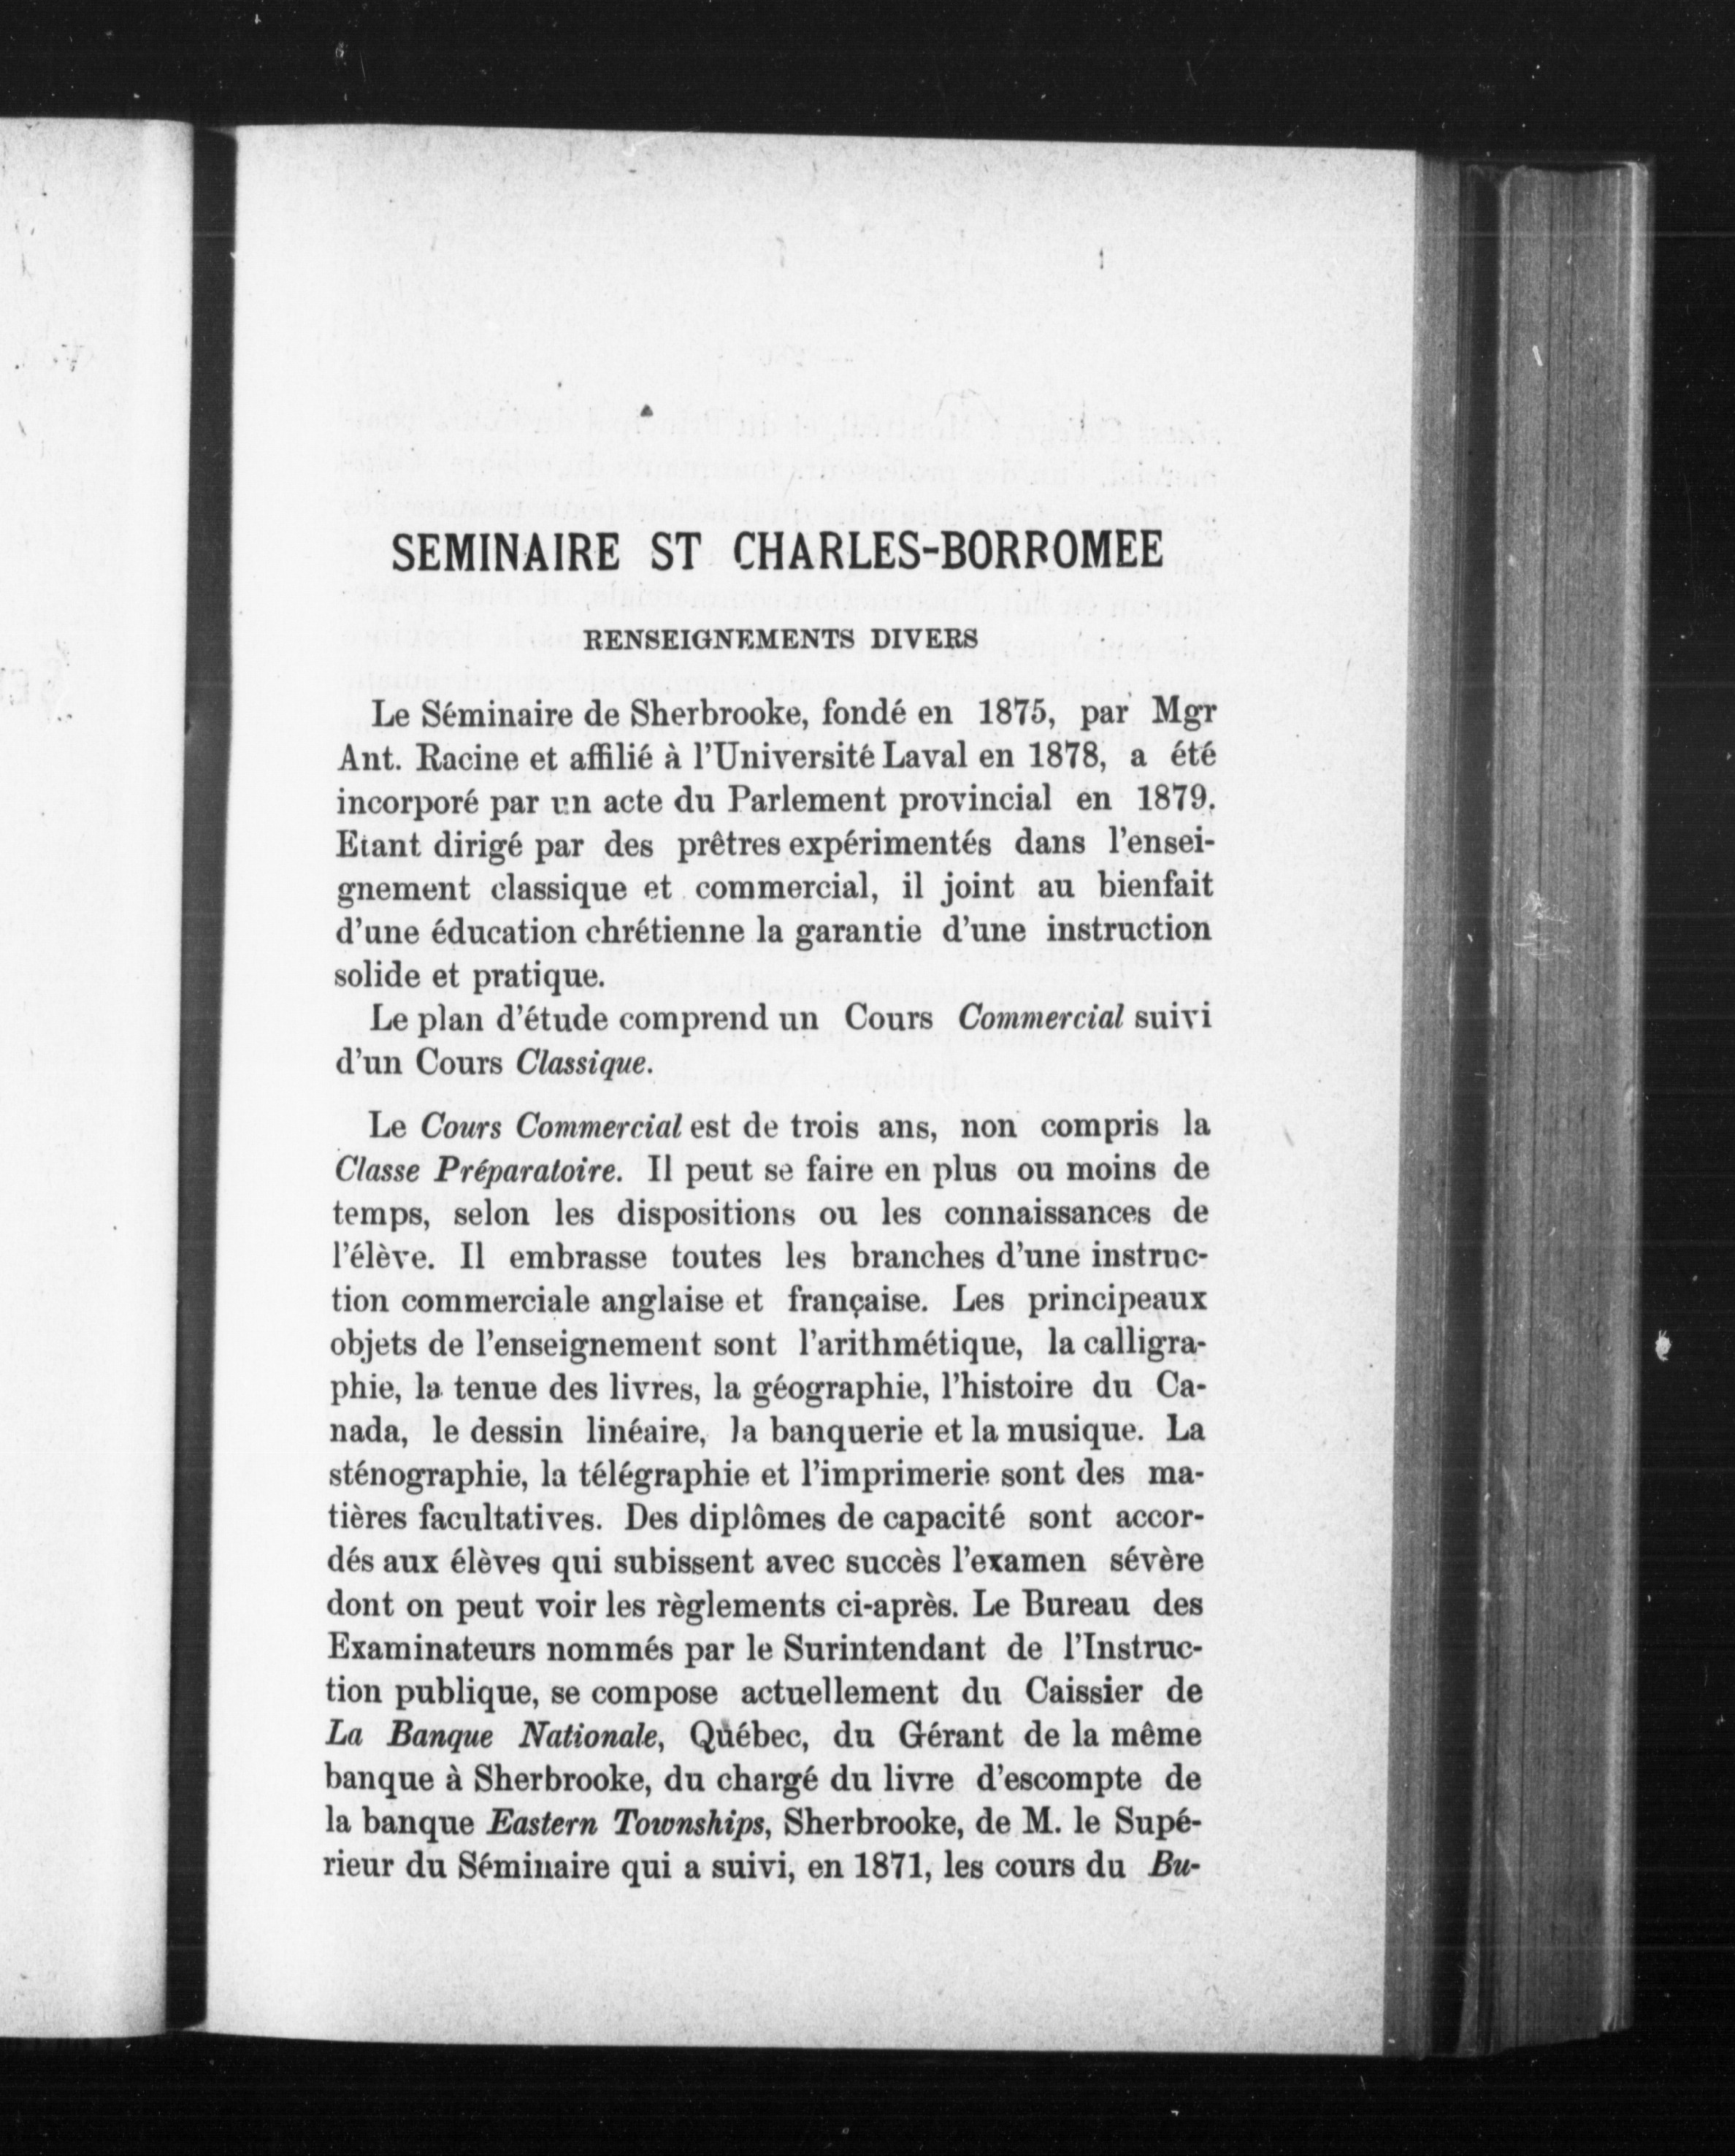 SEMINAIRE ST CHARLES-BORROMEE
RENSEIGNEMENTS DIVERS
Le Séminaire de Sherbrooke, fondé en 1875, par Mgr
Ant. Racine et affilié à l'Université Laval en 1878, a été
incorporé par un acte du Parlement provincial en 1879.
Etant dirigé par des prêtres expérimentés dans l'ensei-
gnement classique et commercial, il joint au bienfait
d'une éducation chrétienne la garantie d'une instruction
solide et pratique.
Le plan d'étude comprend un Cours Commercial suivi
d'un Cours Classique.
Le Cours Commercial est de trois ans, non compris la
Classe Préparatoire. Il peut se faire en plus ou moins de
temps, selon les dispositions ou les connaissances de
l'élève. Il embrasse toutes les branches d'une instruc-
tion commerciale anglaise et française. Les principeaux
objets de l'enseignement sont l'arithmétique, la calligra-
phie, la tenue des livres, la géographie, l'histoire du Ca-
nada, le dessin linéaire, la banquerie et la musique. La
sténographie, la télégraphie et l'imprimerie sont des ma-
tières facultatives. Des diplômes de capacité sont accor-
dés aux élèves qui subissent avec succès l'examen sévère
dont on peut voir les règlements ci-après. Le Bureau des
Examinateurs nommés par le Surintendant de l'Instruc-
tion publique, se compose actuellement du Caissier de
La Banque Nationale, Québec, du Gérant de la même
banque à Sherbrooke, du chargé du livre d'escompte de
la banque Eastern Townships, Sherbrooke, de M. le Supé-
rieur du Séminaire qui a suivi, en 1871, les cours du Bu-